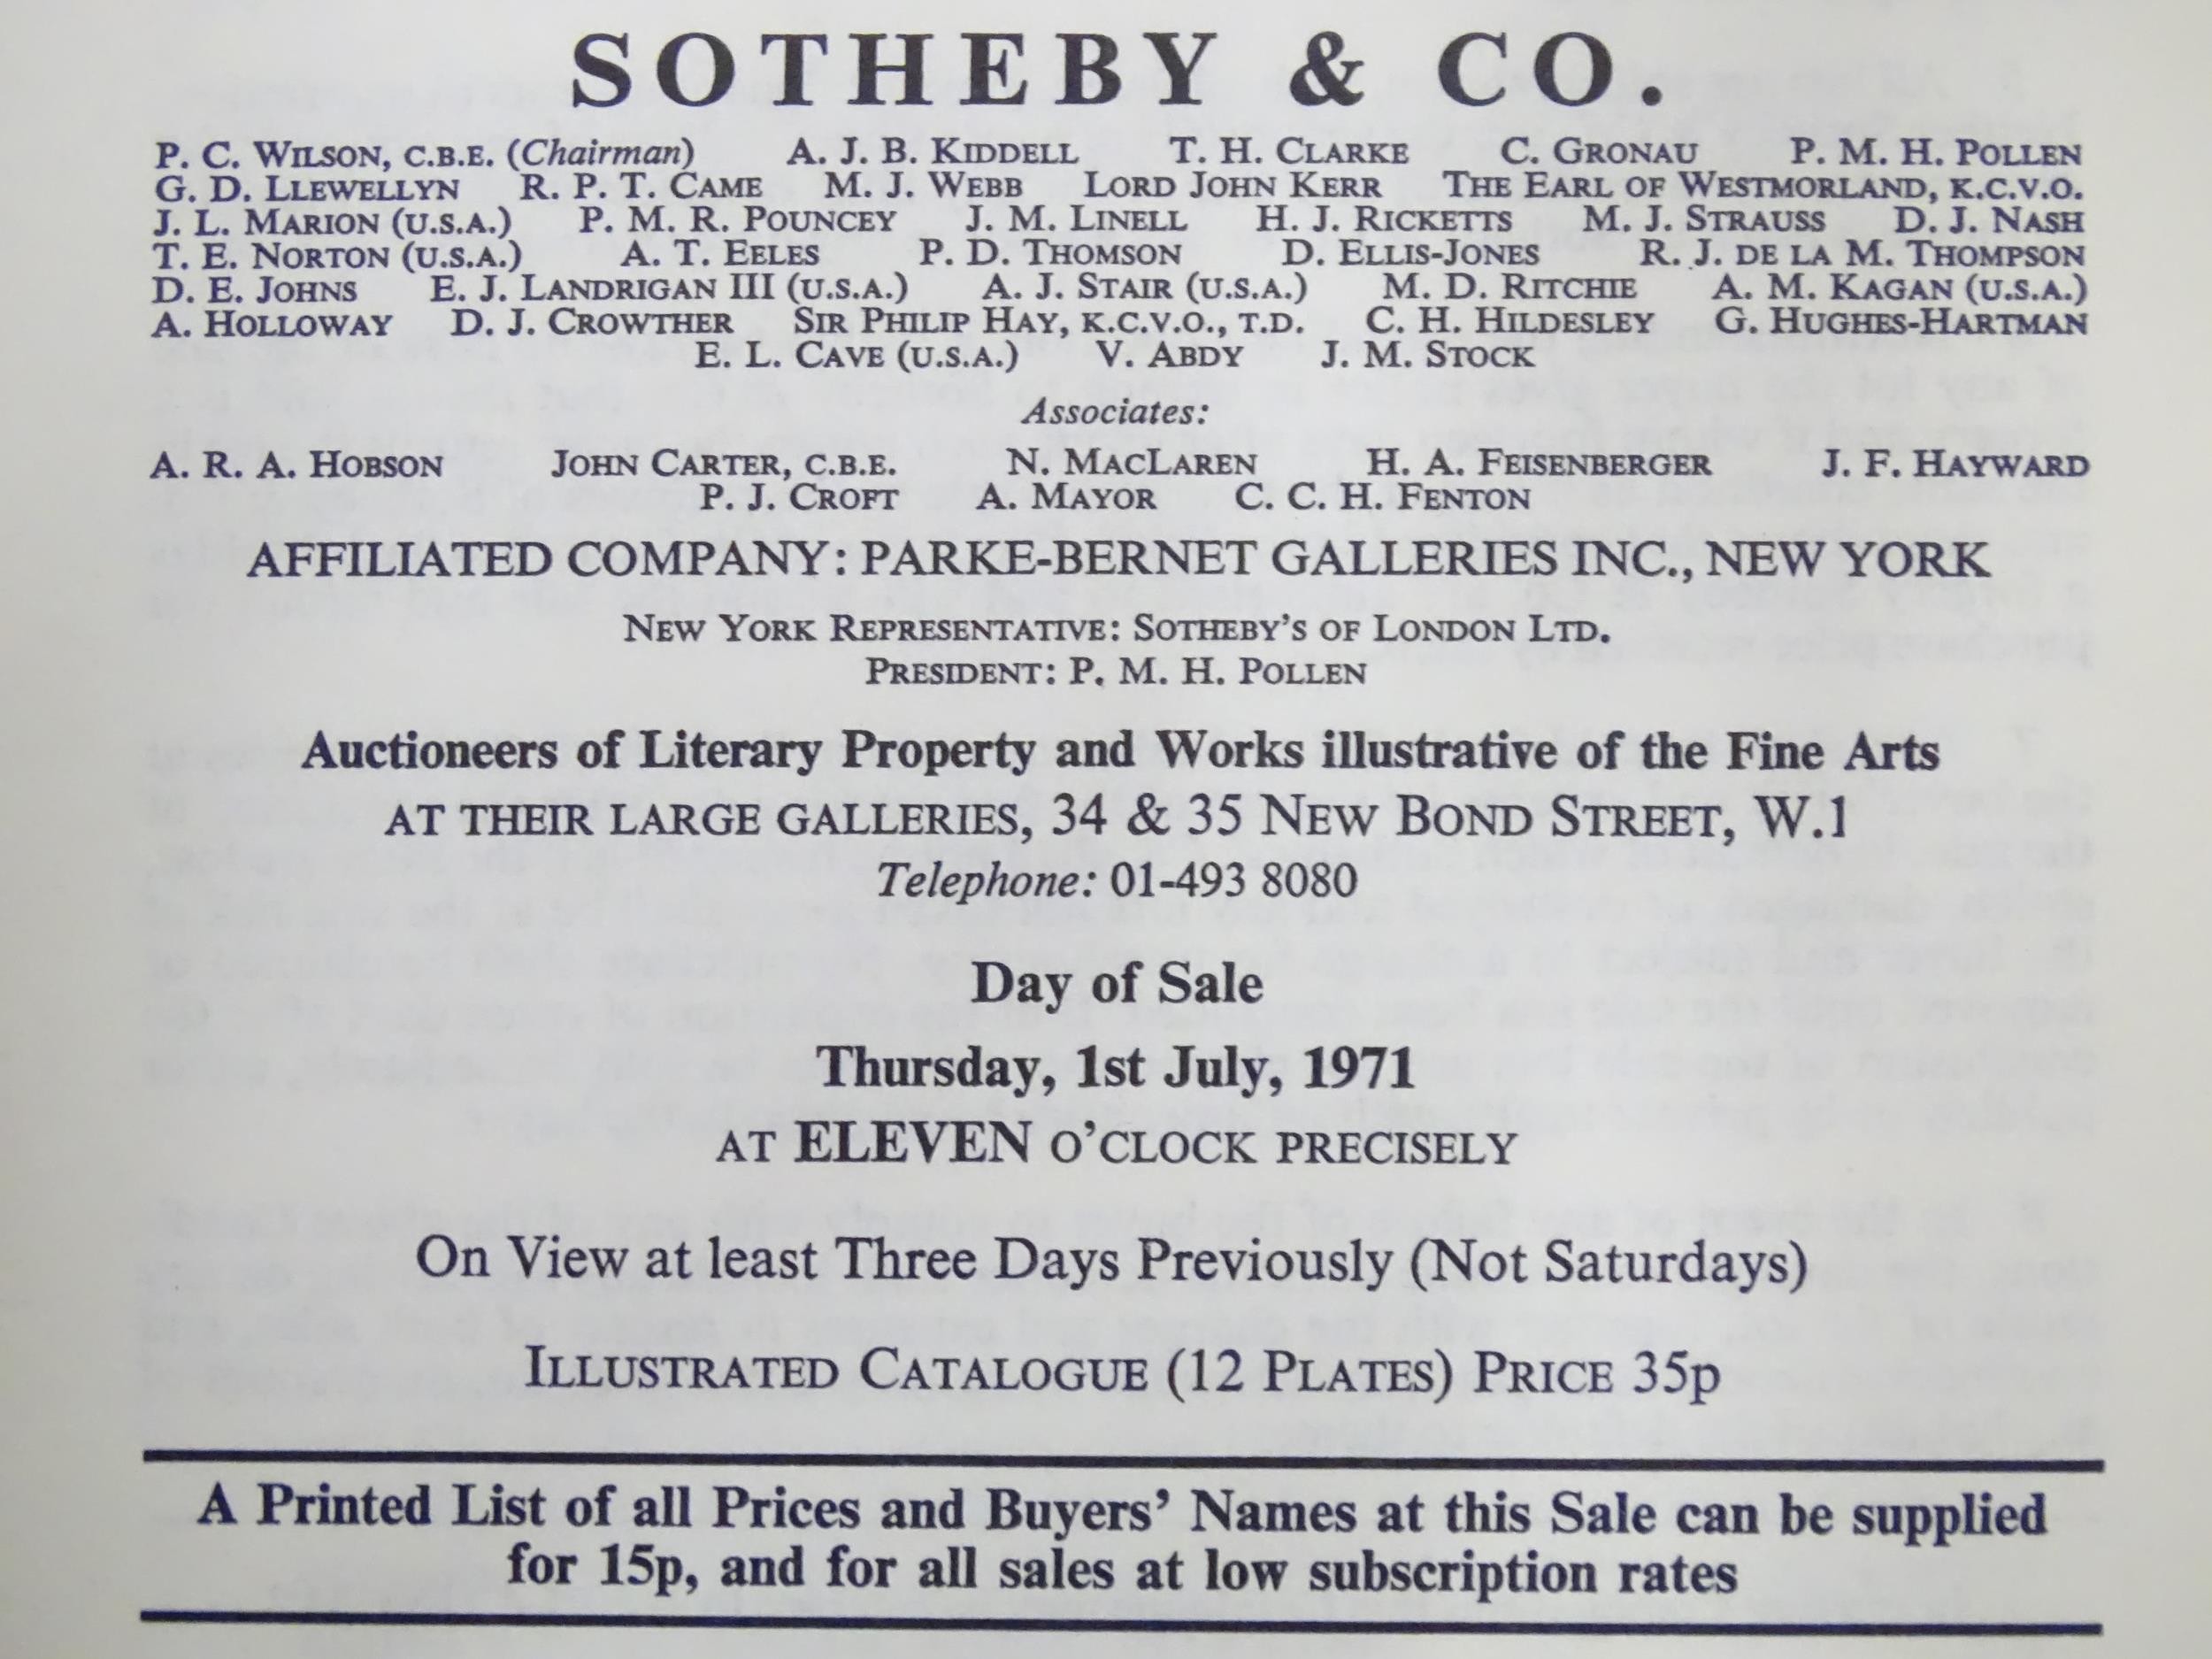 SOTHEBY & CO.
P. C. WILSON, C.B.E. (Chairman) A. J. B. KIDDELL T. H. CLARKE C. GRONAU P. M. H. POLLEN
G. D. LLEWELLYN R. P. T. CAME M. J. WEBB LORD JOHN KERR THE EARL OF WESTMORLAND, K.C.V.O.
J. L. MARION (U.S.A.) P. M. R. POUNCEY J. M. LINELL H. J. RICKETTS M. J. STRAUSS D. J. NASH
T. E. NORTON (U.S.A.) A. T. EELES P. D. THOMSON D. ELLIS-JONES R. J. DE LA M. THOMPSON
D. E. JOHNS E. J. LANDRIGAN III (U.S.A.) A. J. STAIR (U.S.A.) M. D. RITCHIE A. M. KAGAN (U.S.A.)
A. HOLLOWAY D. J. CROWTHER SIR PHILIP HAY, K.C.V.O., T.D. C. H. HILDESLEY G. HUGHES-HARTMAN
E. L. CAVE (U.S.A.) V. ABDY J. M. STOCK
Associates:
A. R. A. HOBSON JOHN CARTER, C.B.E. N. MACLAREN H. A. FEISENBERGER J. F. HAYWARD
P. J. CROFT A. MAYOR C. C. H. FENTON
AFFILIATED COMPANY: PARKE-BERNET GALLERIES INC., NEW YORK
NEW YORK REPRESENTATIVE: SOTHEBY'S OF LONDON LTD.
PRESIDENT: P. M. H. POLLEN
Auctioneers of Literary Property and Works illustrative of the Fine Arts
AT THEIR LARGE GALLERIES, 34 & 35 NEW BOND STREET, W.1
Telephone: 01-493 8080
Day of Sale
Thursday, 1st July, 1971
AT ELEVEN O'CLOCK PRECISELY
On View at least Three Days Previously (Not Saturdays)
ILLUSTRATED CATALOGUE (12 PLATES) PRICE 35p
A Printed List of all Prices and Buyers' Names at this Sale can be supplied
for 15p, and for all sales at low subscription rates